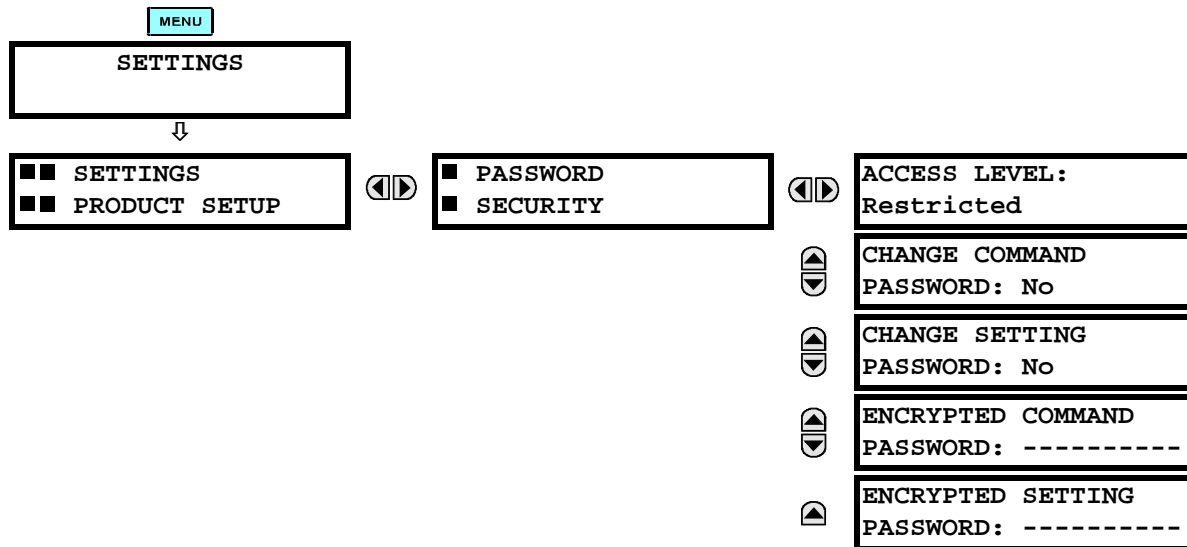 MENU
SETTINGS
■■ SETTINGS
■■ PRODUCT SETUP
■ PASSWORD
■ SECURITY
ACCESS LEVEL:
Restricted
CHANGE COMMAND
PASSWORD: No
CHANGE SETTING
PASSWORD: No
ENCRYPTED COMMAND
PASSWORD: ----------
ENCRYPTED SETTING
PASSWORD: ----------